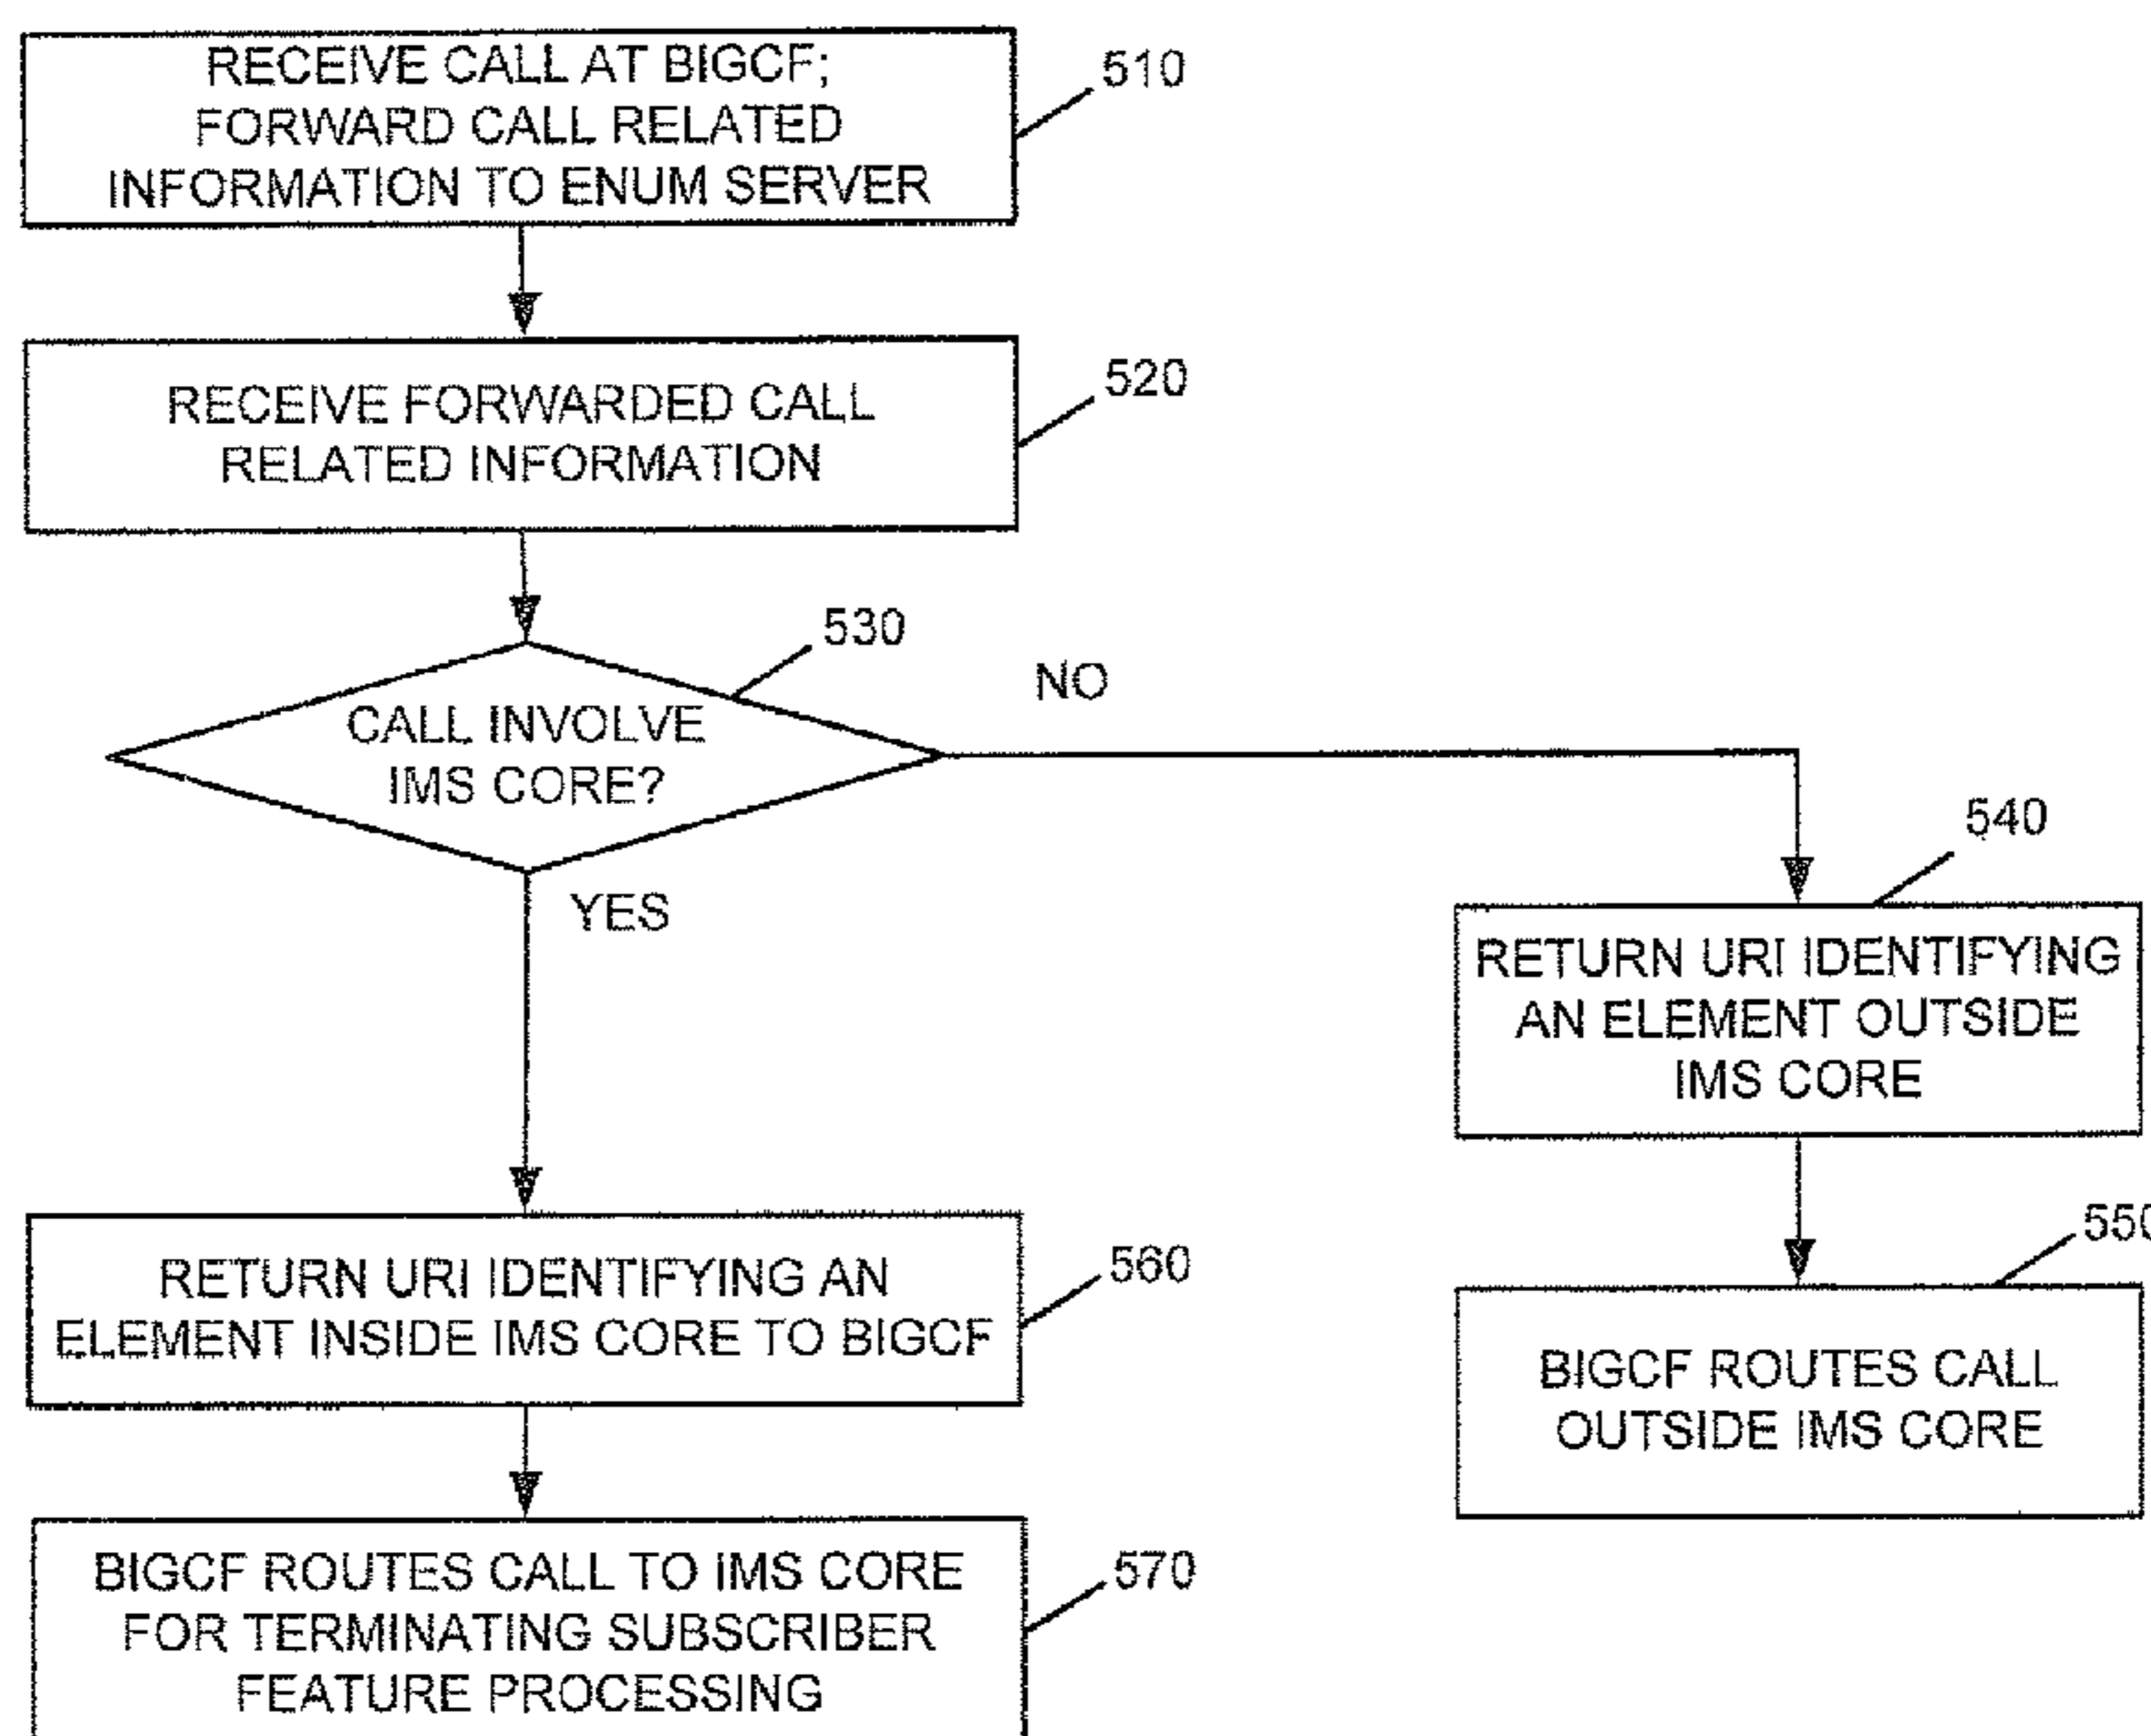 RECEIVE CALL AT BIGCF;
FORWARD CALL RELATED
INFORMATION TO ENUM SERVER
510
RECEIVE FORWARDED CALL
RELATED INFORMATION
520
530
CALL INVOLVE
IMS CORE?
NO
YES
540
RETURN URI IDENTIFYING
AN ELEMENT OUTSIDE
IMS CORE
550
BIGCF ROUTES CALL
OUTSIDE IMS CORE
RETURN URI IDENTIFYING AN
ELEMENT INSIDE IMS CORE TO BIGCF
560
BIGCF ROUTES CALL TO IMS CORE
FOR TERMINATING SUBSCRIBER
FEATURE PROCESSING
570